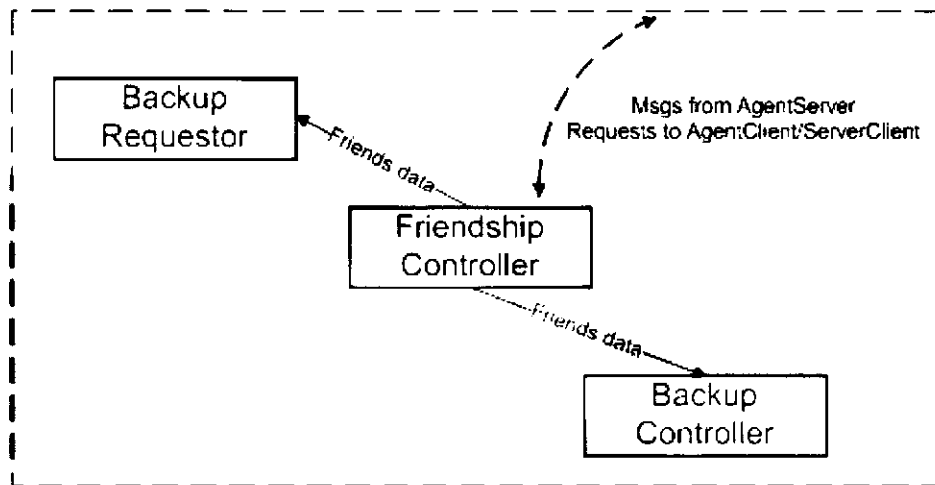 Backup
Requestor
Msgs from AgentServer
Requests to AgentClient/ServerClient
Friends data
Friendship
Controller
Friends data
Backup
Controller